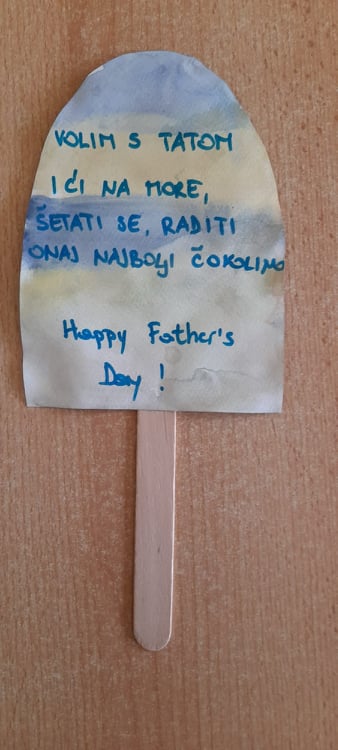 VOLIM S TATOM
IĆI NA MORE,
ŠETATI SE, RADITI
ONAJ NAJBOLJI ČOKOLINO
Happy Father's
Day!